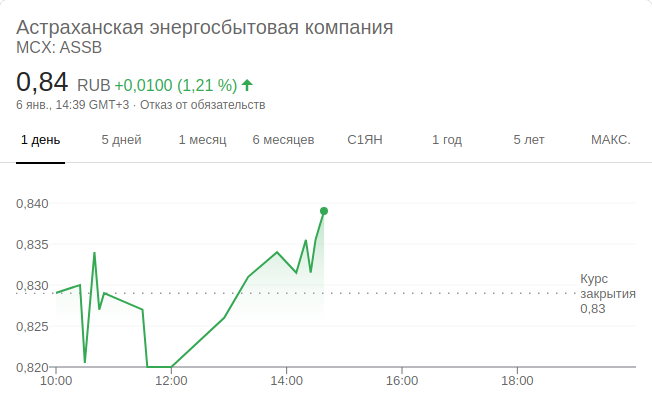 Астраханская энергосбытовая компания
MCX: ASSB
0,84 RUB +0,0100 (1,21 %)
6 янв., 14:39 GMT+3 · Отказ от обязательств
1 день 5 дней 1 месяц 6 месяцев С1ЯН 1 год 5 лет МАКС.
0,840
0,835
0,830
0,825
0,820
Курс
закрытия
0,83
10:00 12:00 14:00 16:00 18:00